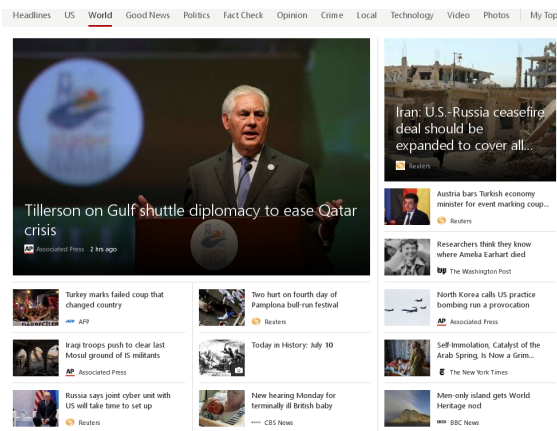 Headlines US World Good News Politics Fact Check Opinion Crime Local Technology Video Photos My Top
Tillerson on Gulf shuttle diplomacy to ease Qatar
crisis
AP Associated Press 2 hrs ago
Iran: U.S.-Russia ceasefire
deal should be
expanded to cover all...
Reuters
Austria bars Turkish economy
minister for event marking coup...
Reuters
Researchers think they know
where Amelia Earhart died
wp The Washington Post
Turkey marks failed coup that
changed country
AFP AFP
Two hurt on fourth day of
Pamplona bull-run festival
Reuters
North Korea calls US practice
bombing run a provocation
AP Associated Press
Iraqi troops push to clear last
Mosul ground of IS militants
AP Associated Press
Today in History: July 10
Self-Immolation, Catalyst of the
Arab Spring, Is Now a Grim...
The New York Times
Russia says joint cyber unit with
US will take time to set up
Reuters
New hearing Monday for
terminally ill British baby
CBS News
Men-only island gets World
Heritage nod
BBC BBC News